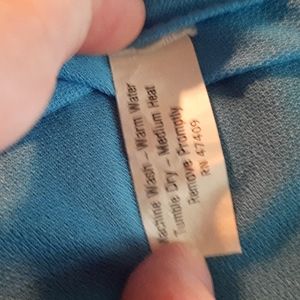 Machine Wash - Warm Water
Tumble Dry - Medium Heat
Remove Promptly
RN 47409